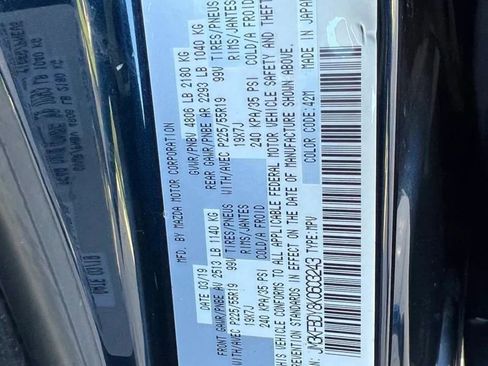 MFD. BY MAZDA MOTOR CORPORATION
DATE 03/19 GVWR/PNBV 4806 LB 2180 KG
FRONT GAWR/PNBE AV 2513 LB 1140 KG REAR GAWR/PNBE AR 2293 LB 1040 KG
WITH/AVEC P225/55R19 99V TIRES/PNEUS WITH/AVEC P225/55R19 99V TIRES/PNEUS
19X7J RIMS/JANTES 19X7J RIMS/JANTES
240 KPA/35 PSI COLD/A FROID 240 KPA/35 PSI COLD/A FROID
THIS VEHICLE CONFORMS TO ALL APPLICABLE FEDERAL MOTOR VEHICLE SAFETY AND THEFT
PREVENTION STANDARDS IN EFFECT ON THE DATE OF MANUFACTURE SHOWN ABOVE.
TYPE:MPV COLOR CODE:42M MADE IN JAPAN